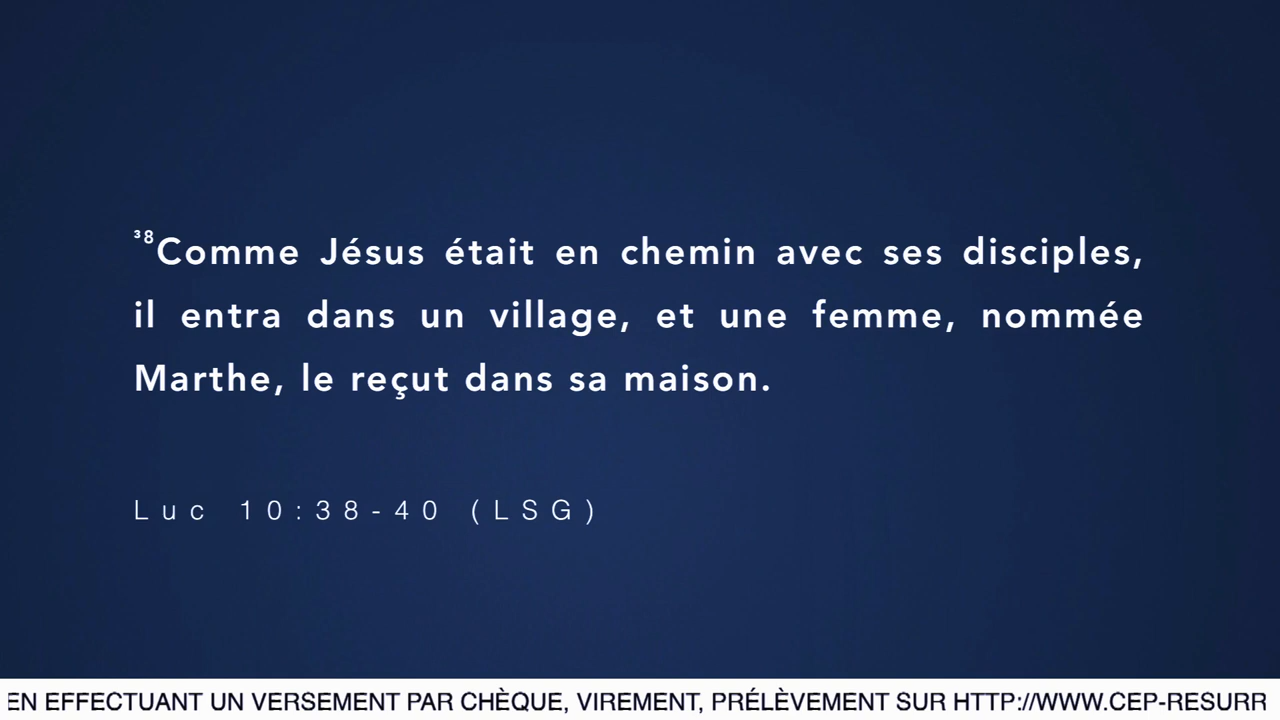 ³⁸Comme Jésus était en chemin avec ses disciples,
il entra dans un village, et une femme, nommée
Marthe, le reçut dans sa maison.
Luc 10:38-40 (LSG)
EN EFFECTUANT UN VERSEMENT PAR CHÈQUE, VIREMENT, PRÉLÈVEMENT SUR HTTP://WWW.CEP-RESURR